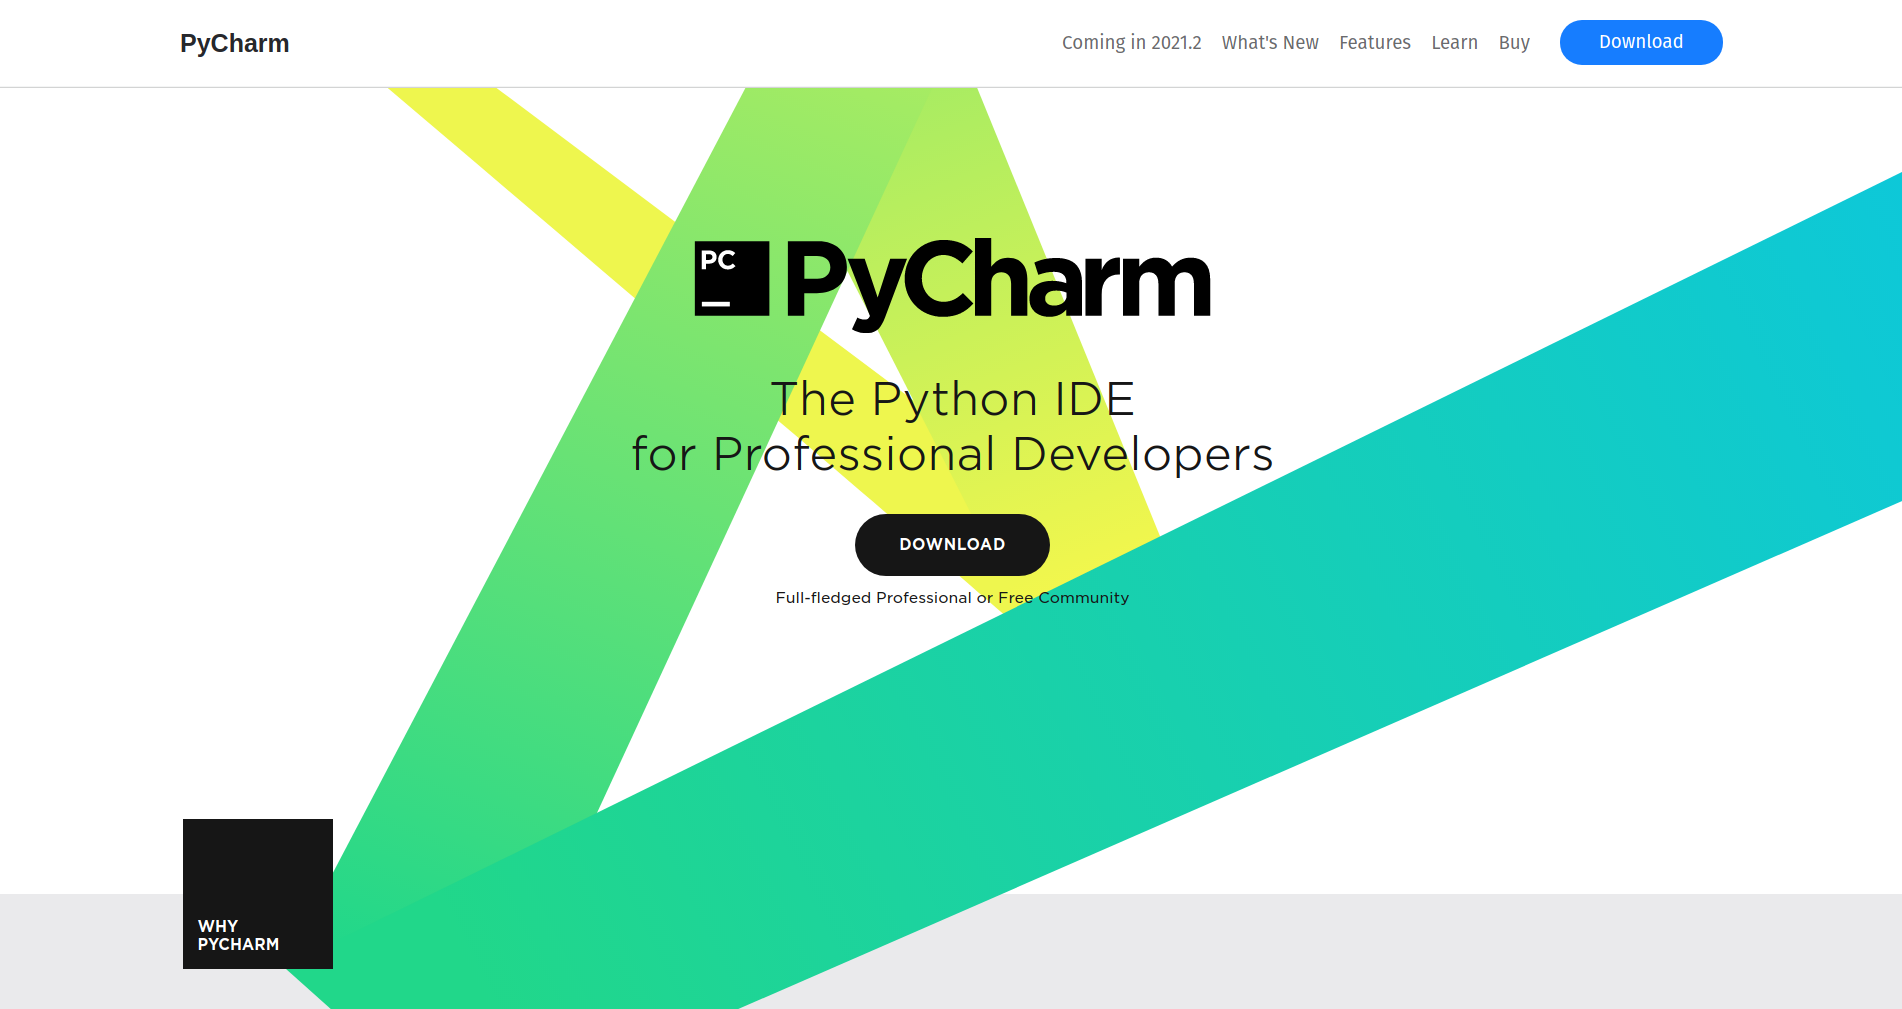 PyCharm
Coming in 2021.2 What's New Features Learn Buy Download
PC PyCharm
The Python IDE
for Professional Developers
DOWNLOAD
Full-fledged Professional or Free Community
WHY
PYCHARM